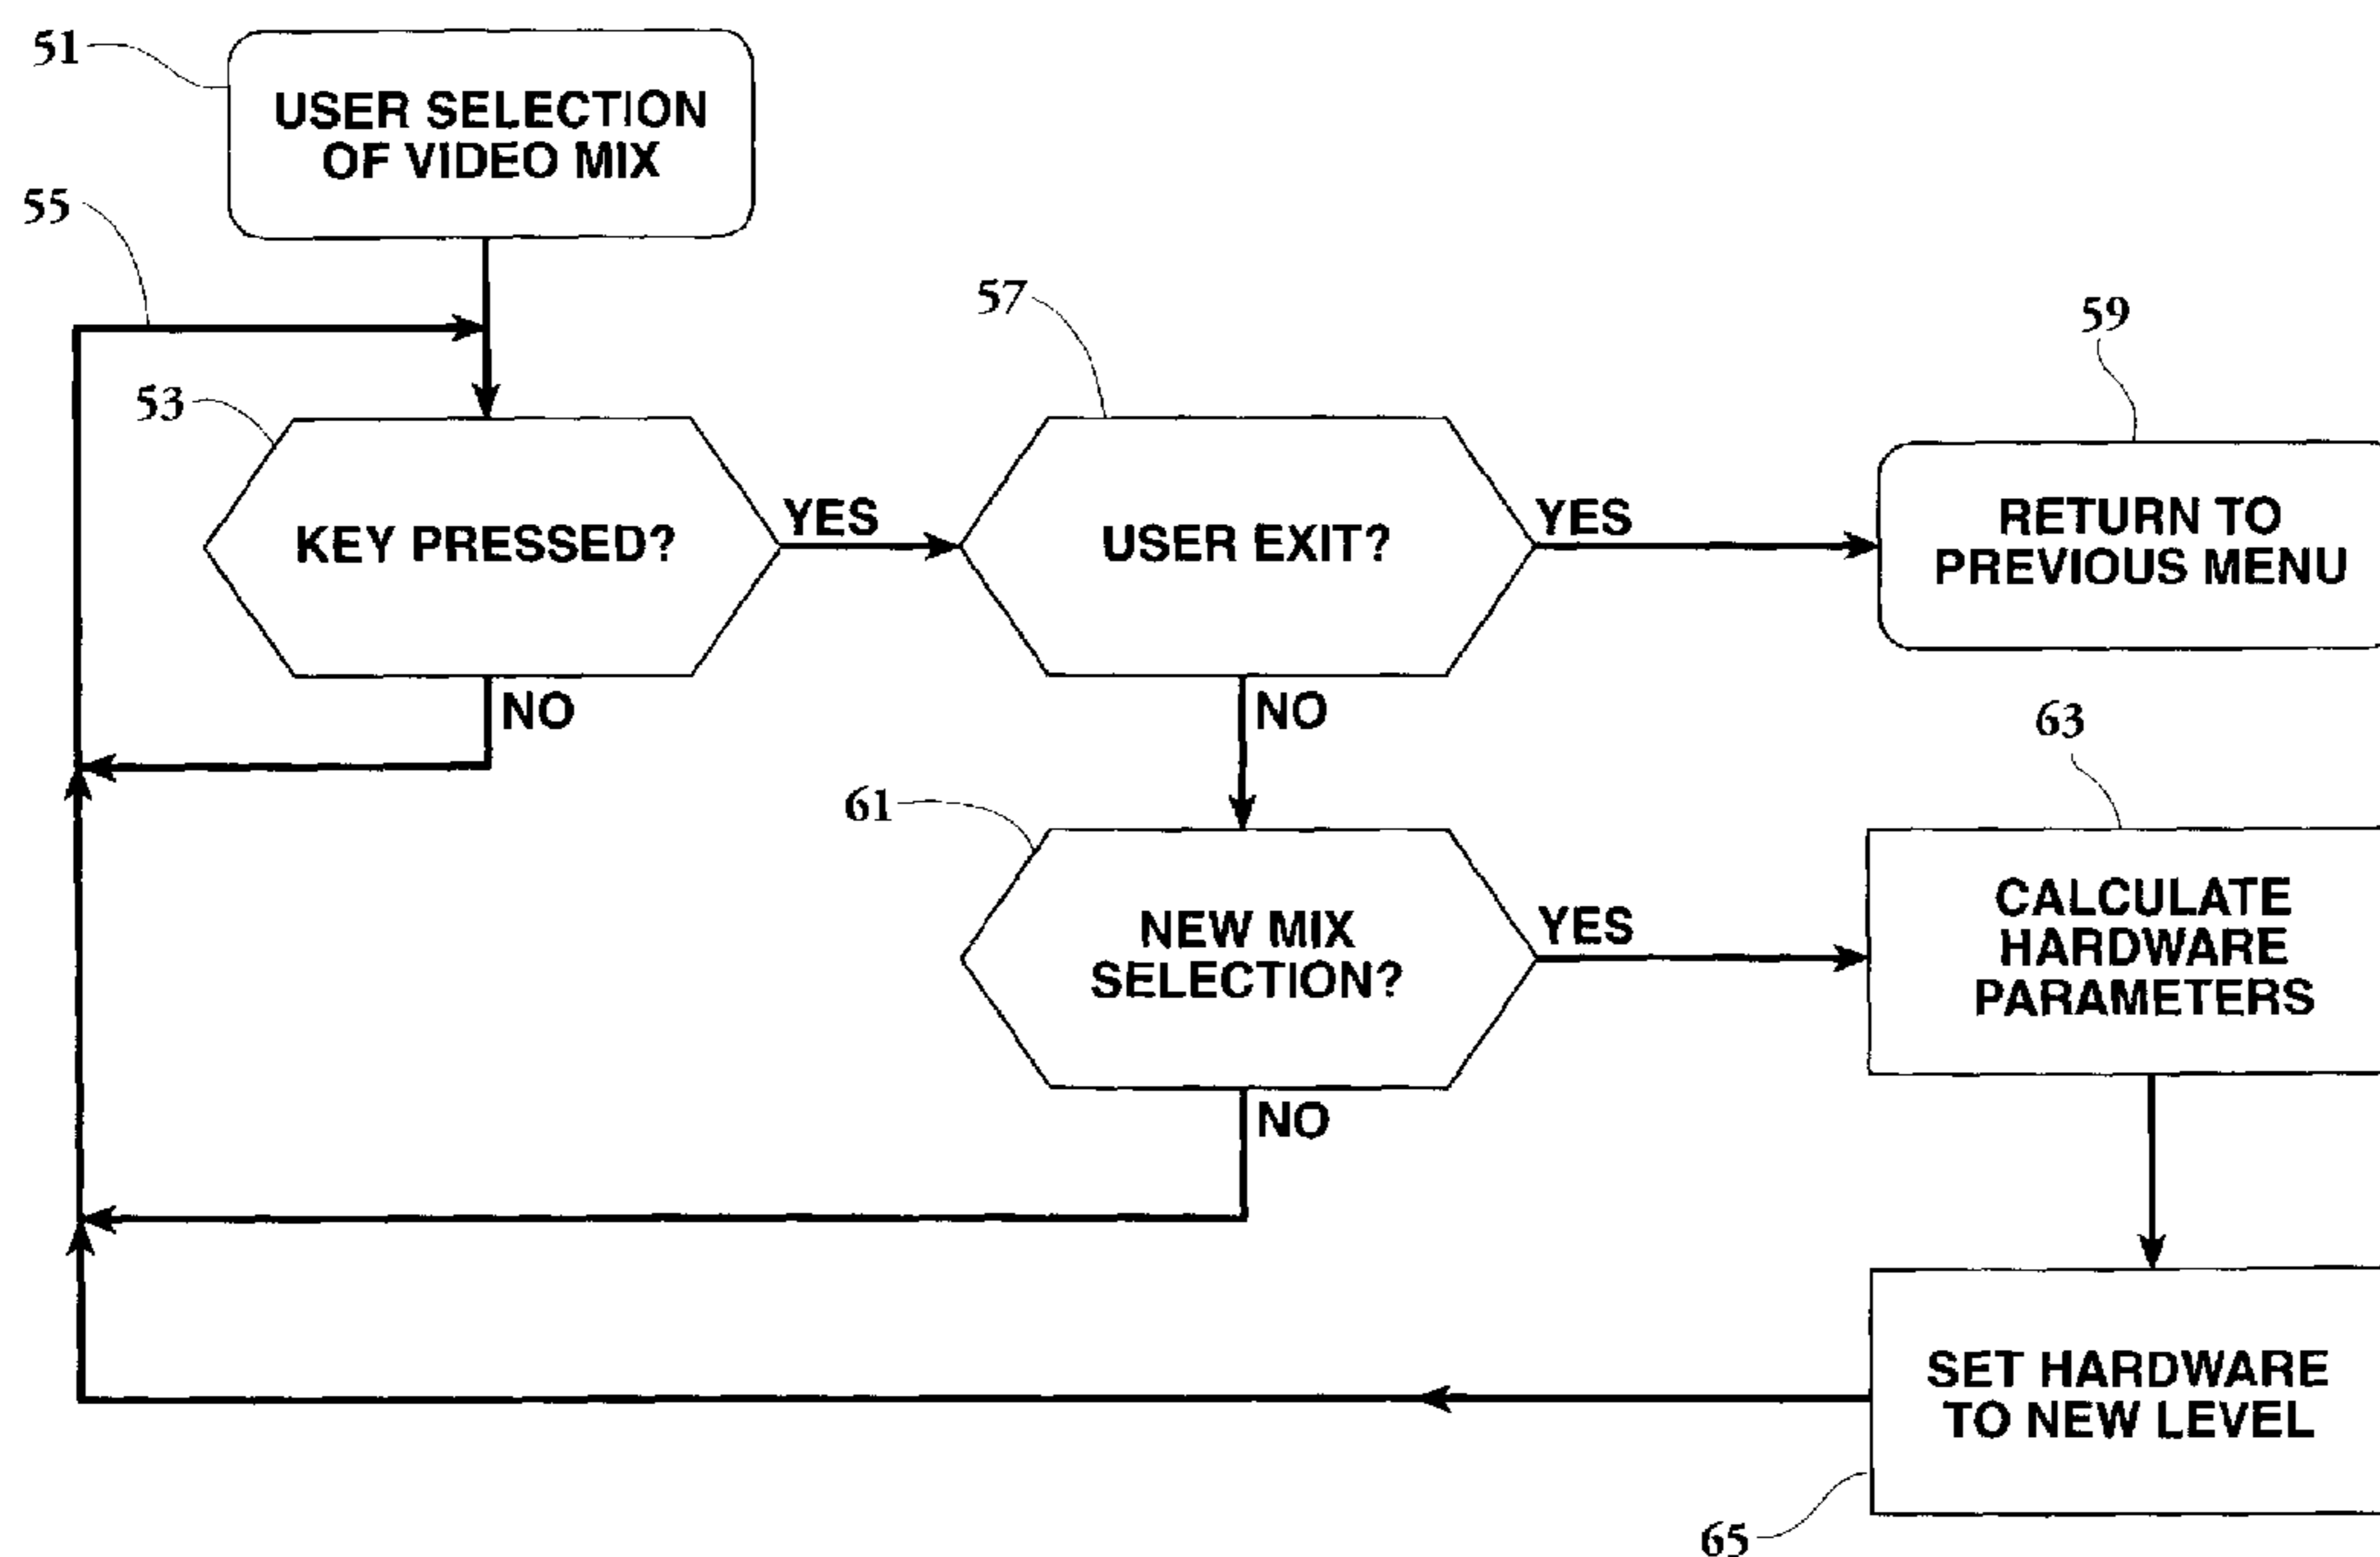 51
USER SELECTION
OF VIDEO MIX
55
57
59
53
KEY PRESSED?
YES
USER EXIT?
YES
RETURN TO
PREVIOUS MENU
NO
NO
63
61
NEW MIX
SELECTION?
YES
CALCULATE
HARDWARE
PARAMETERS
NO
SET HARDWARE
TO NEW LEVEL
65